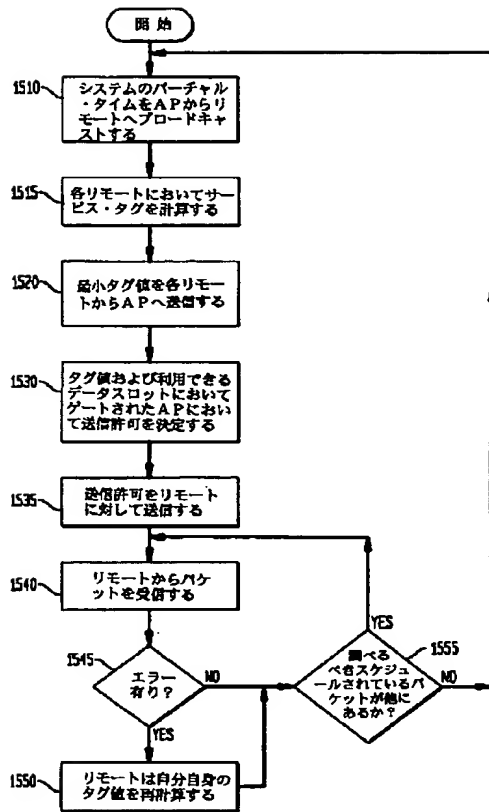 開 始
1510
システムのバーチャル
・タイムをAPからリ
モートへブロードキャ
ストする
1515
各リモートにおいてサー
ビス・タグを計算する
1520
最小タグ値を各リモー
トからAPへ送信する
1530
タグ値および利用できる
データスロットにおいて
ゲートされたAPにおい
て送信許可を決定する
1535
送信許可をリモート
に対して送信する
1540
リモートからパケット
を受信する
1545
エラー
有り?
NO
YES
1550
リモートは自分自身の
タグ値を再計算する
1555
調べる
べきスケジュ
ールされているパ
ケットが他に
あるか?
YES
NO